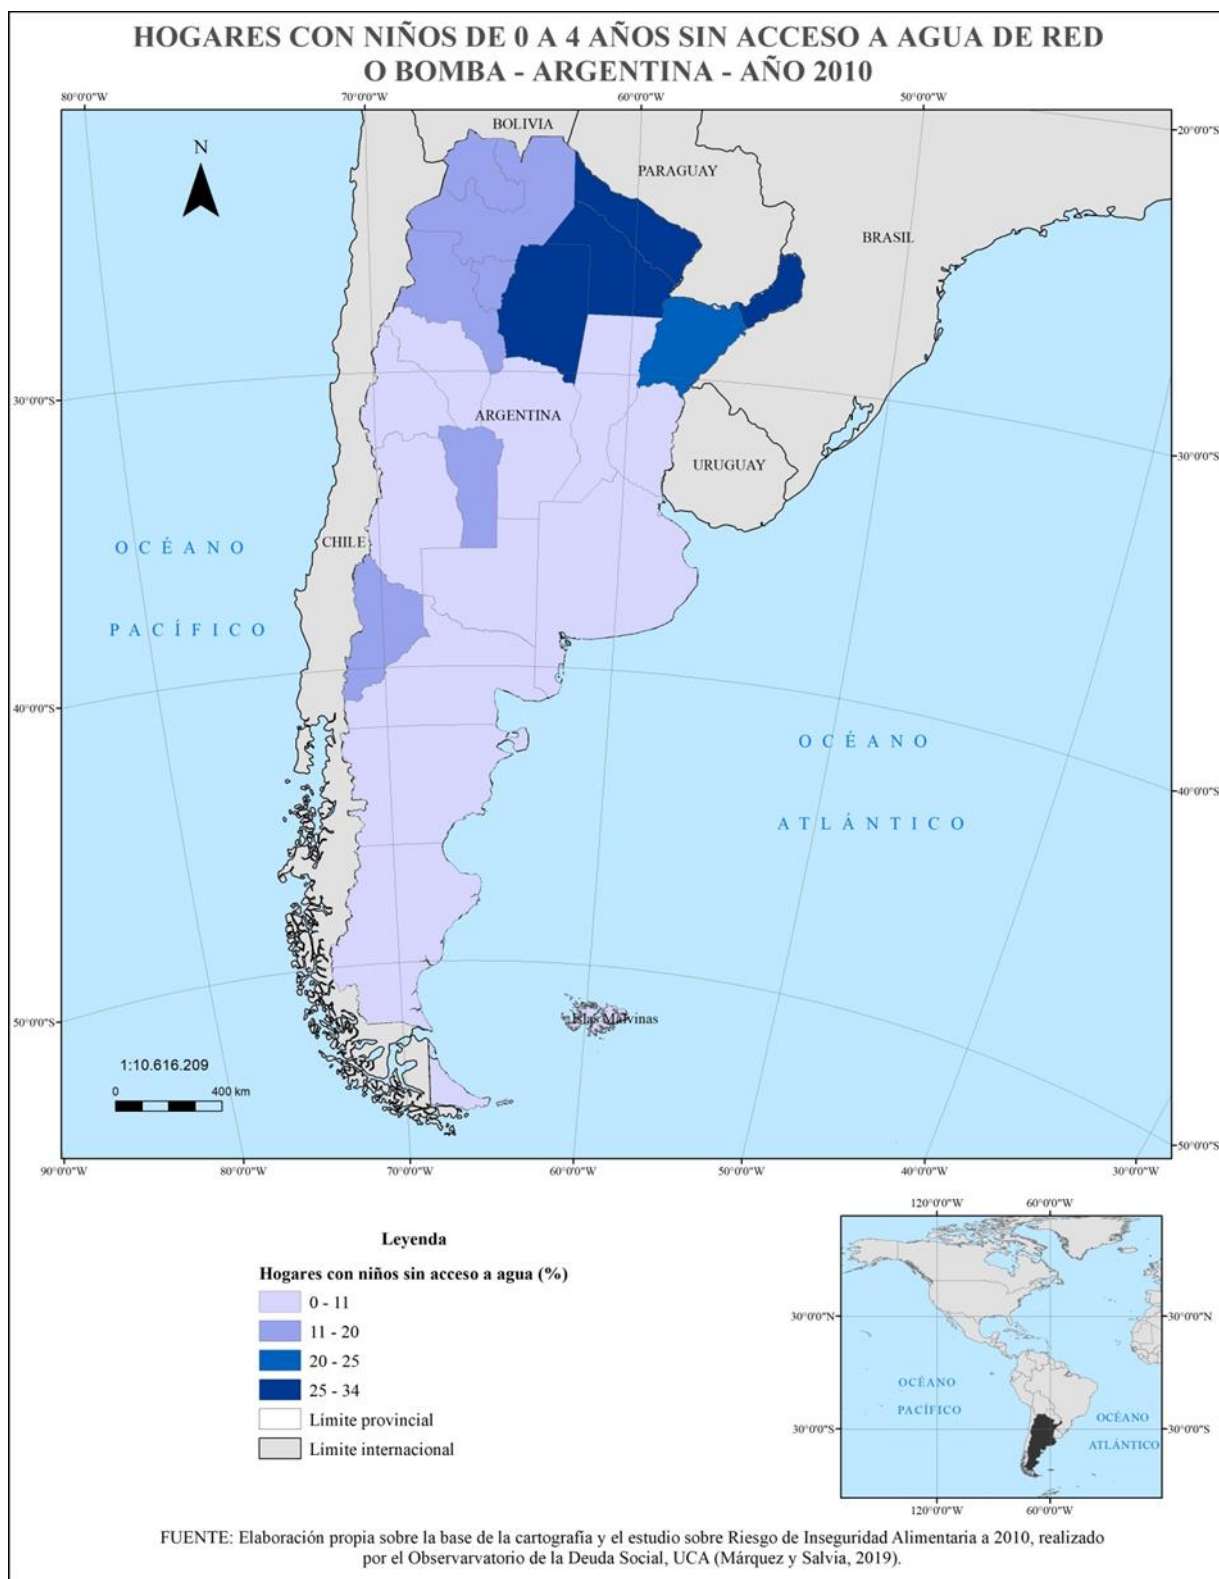 HOGARES CON NIÑOS DE 0 A 4 AÑOS SIN ACCESO A AGUA DE RED
O BOMBA - ARGENTINA - AÑO 2010
80°0'0"W 70°0'0"W 60°0'0"W 50°0'0"W
BOLIVIA
20°0'0"S
N
PARAGUAY
BRASIL
30°0'0"S
ARGENTINA
30°0'0"S
URUGUAY
CHILE
OCÉANO
PACÍFICO
40°0'0"S
OCÉANO
40°0'0"S
ATLÁNTICO
50°0'0"S
Islas Malvinas
1:10.616.209
0 400 km
50°0'0"S
90°0'0"W 80°0'0"W 70°0'0"W 60°0'0"W 50°0'0"W 40°0'0"W 30°0'0"W
Leyenda
Hogares con niños sin acceso a agua (%)
0 - 11
11 - 20
20 - 25
25 - 34
Límite provincial
Límite internacional
120°0'0"W 60°0'0"W
30°0'0"N 30°0'0"N
OCÉANO
PACÍFICO
OCÉANO
ATLÁNTICO
30°0'0"S 30°0'0"S
120°0'0"W 60°0'0"W
FUENTE: Elaboración propia sobre la base de la cartografía y el estudio sobre Riesgo de Inseguridad Alimentaria a 2010, realizado
por el Observarvatorio de la Deuda Social, UCA (Márquez y Salvia, 2019).